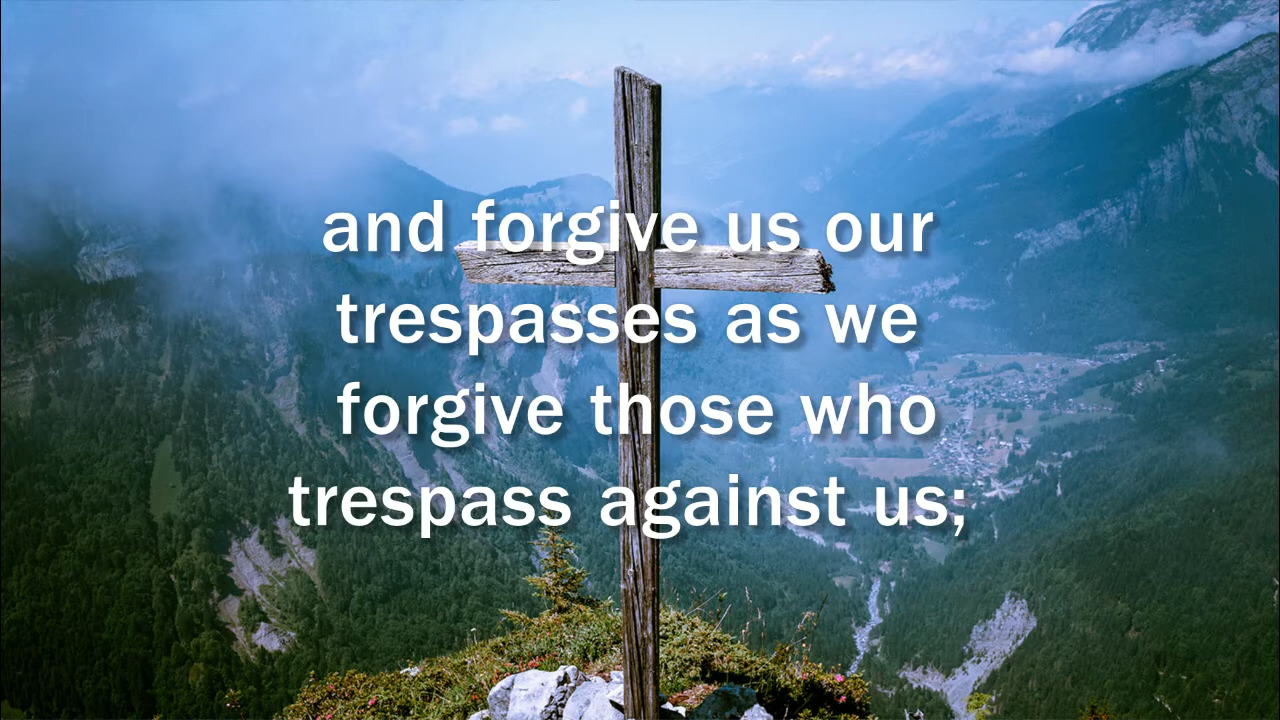 and forgive us our
trespasses as we
forgive those who
trespass against us;